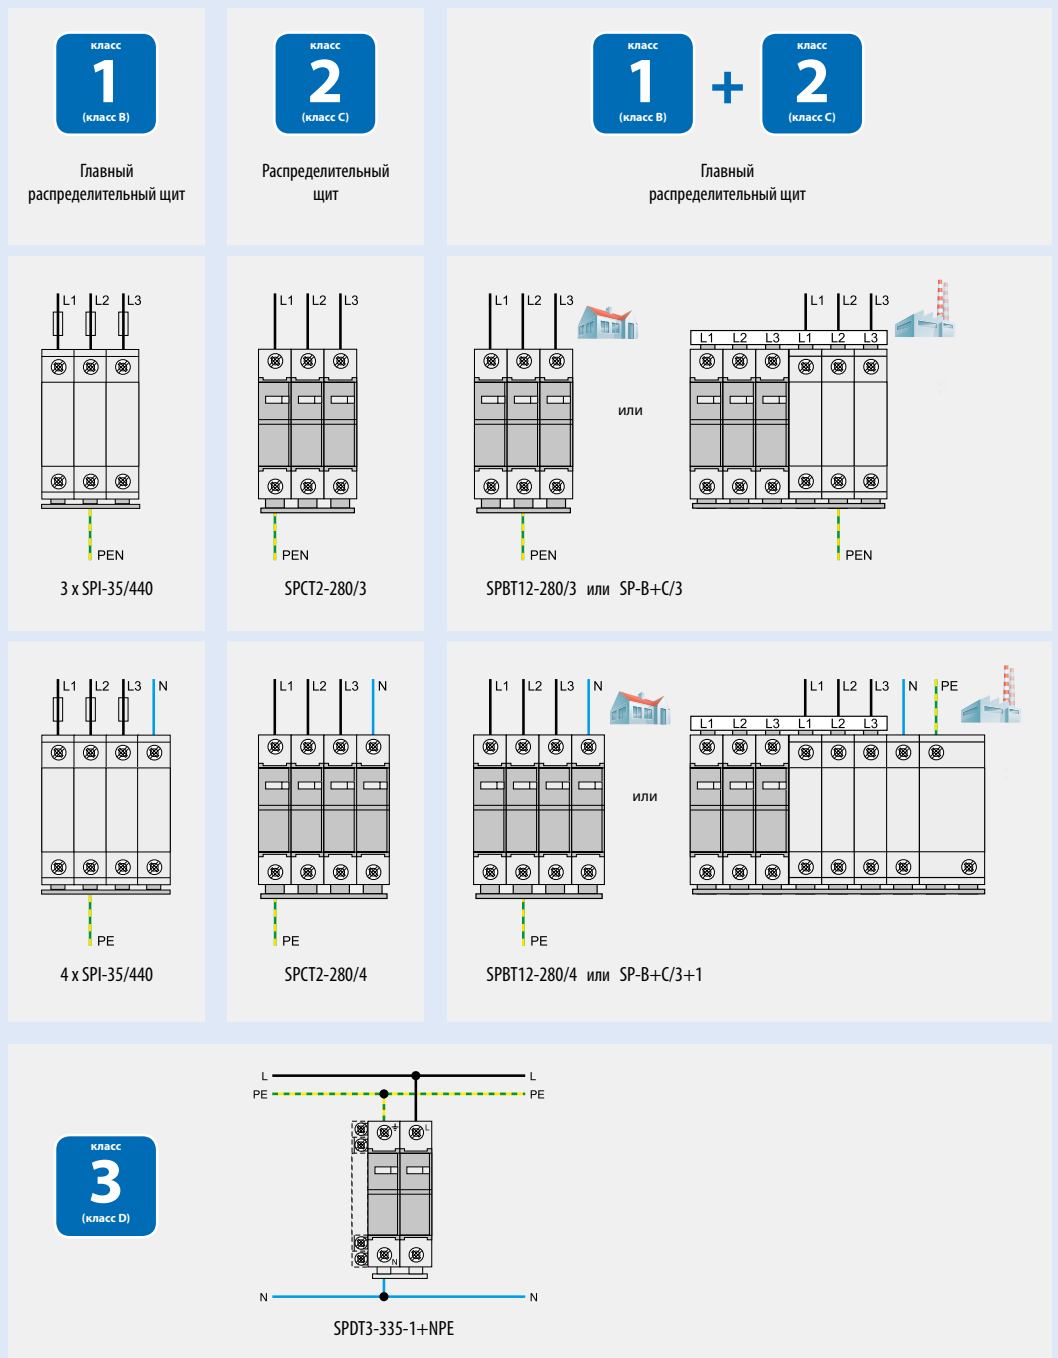 класс
1
(класс B)
Главный
распределительный щит
класс
2
(класс C)
Распределительный
щит
класс
1
(класс B)
+
класс
2
(класс C)
Главный
распределительный щит
L1 L2 L3
PEN
3 x SPI-35/440
L1 L2 L3
PEN
SPCT2-280/3
L1 L2 L3
PEN
или
L1 L2 L3
L1 L2 L3 L1 L2 L3
PEN
SPBT12-280/3 или SP-B+C/3
L1 L2 L3 N
PE
4 x SPI-35/440
L1 L2 L3 N
PE
SPCT2-280/4
L1 L2 L3 N
PE
или
L1 L2 L3 N PE
L1 L2 L3 L1 L2 L3
SPBT12-280/4 или SP-B+C/3+1
класс
3
(класс D)
L L
PE PE
L
N
N N
SPDT3-335-1+NPE